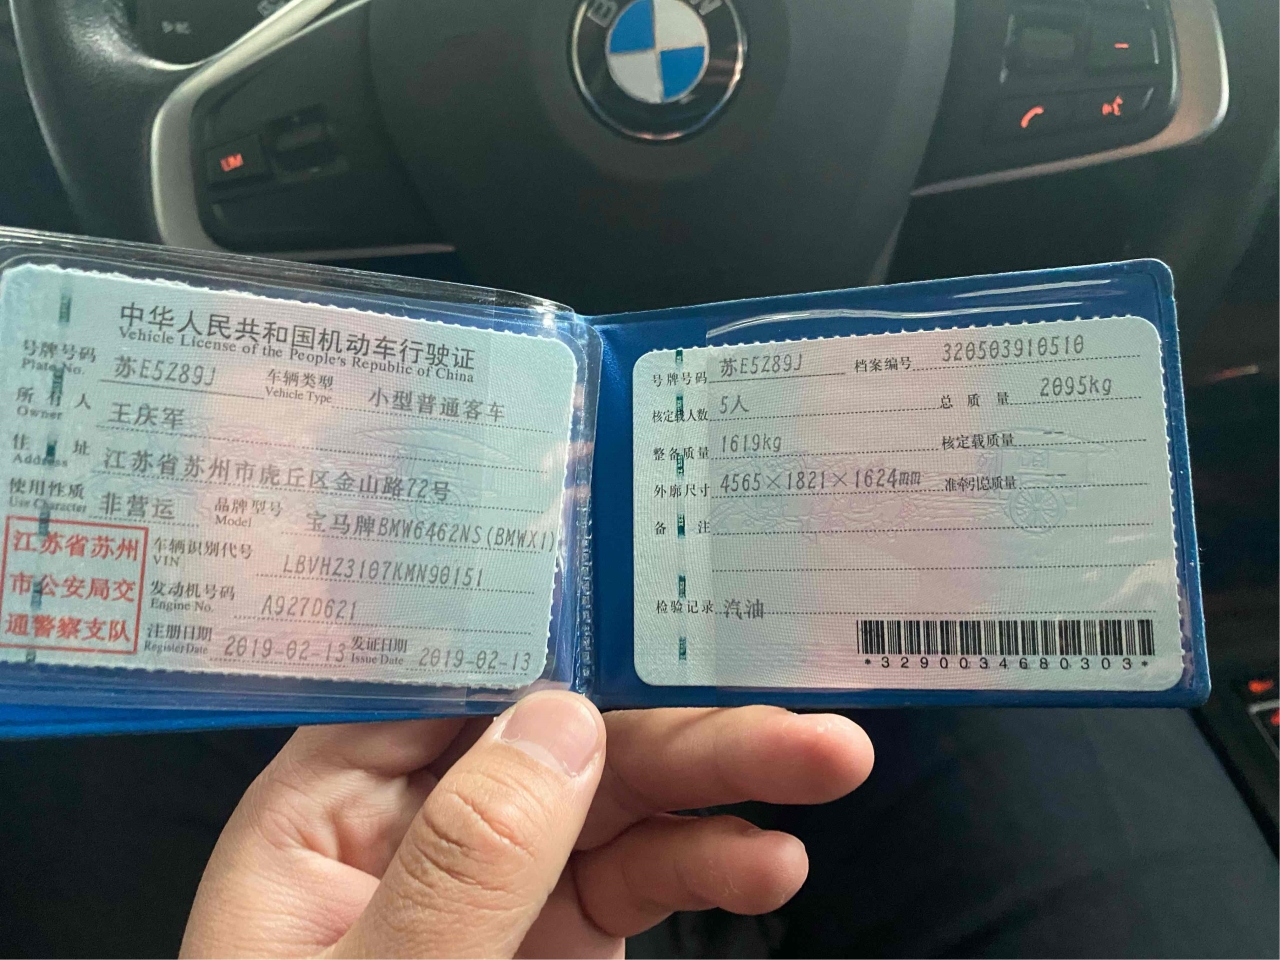 BMW
LIM
中华人民共和国机动车行驶证
Vehicle License of the People's Republic of China
号牌号码 苏E5Z89J 车辆类型 小型普通客车
Plate No. Vehicle Type
所有人 王庆军
Owner
住址 江苏省苏州市虎丘区金山路72号
Address
使用性质 非营运 品牌型号 宝马牌BMW6462NS(BMWX1)
Use Character Model
江苏省苏州
市公安局交
通警察支队
车辆识别代号 LBVHZ3107KMN90151
VIN
发动机号码 A927D621
Engine No.
注册日期 2019-02-13 发证日期 2019-02-13
Register Date Issue Date
号牌号码 苏E5Z89J 档案编号 320503910510
核定载人数 5人 总质量 2095kg
整备质量 1619kg 核定载质量 --
外廓尺寸 4565×1821×1624mm 准牵引总质量 --
备注
检验记录 汽油
*3290034680303*